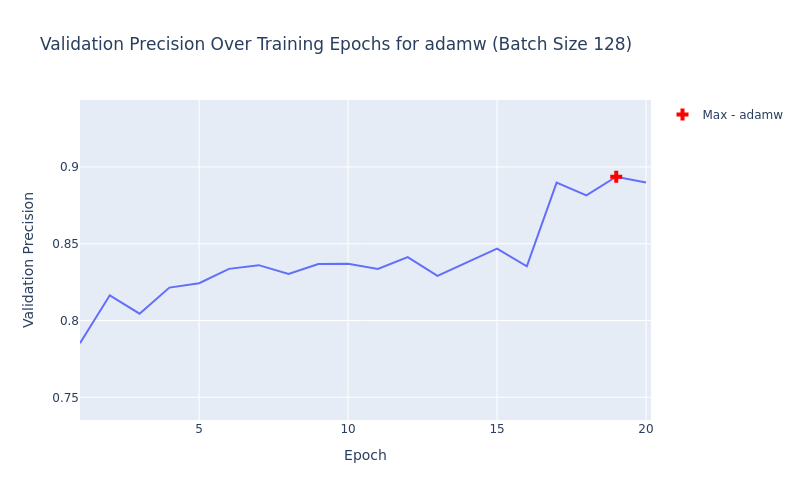 Validation Precision Over Training Epochs for adamw (Batch Size 128)
Max - adamw
Validation Precision
0.9
0.85
0.8
0.75
5
10
15
20
Epoch